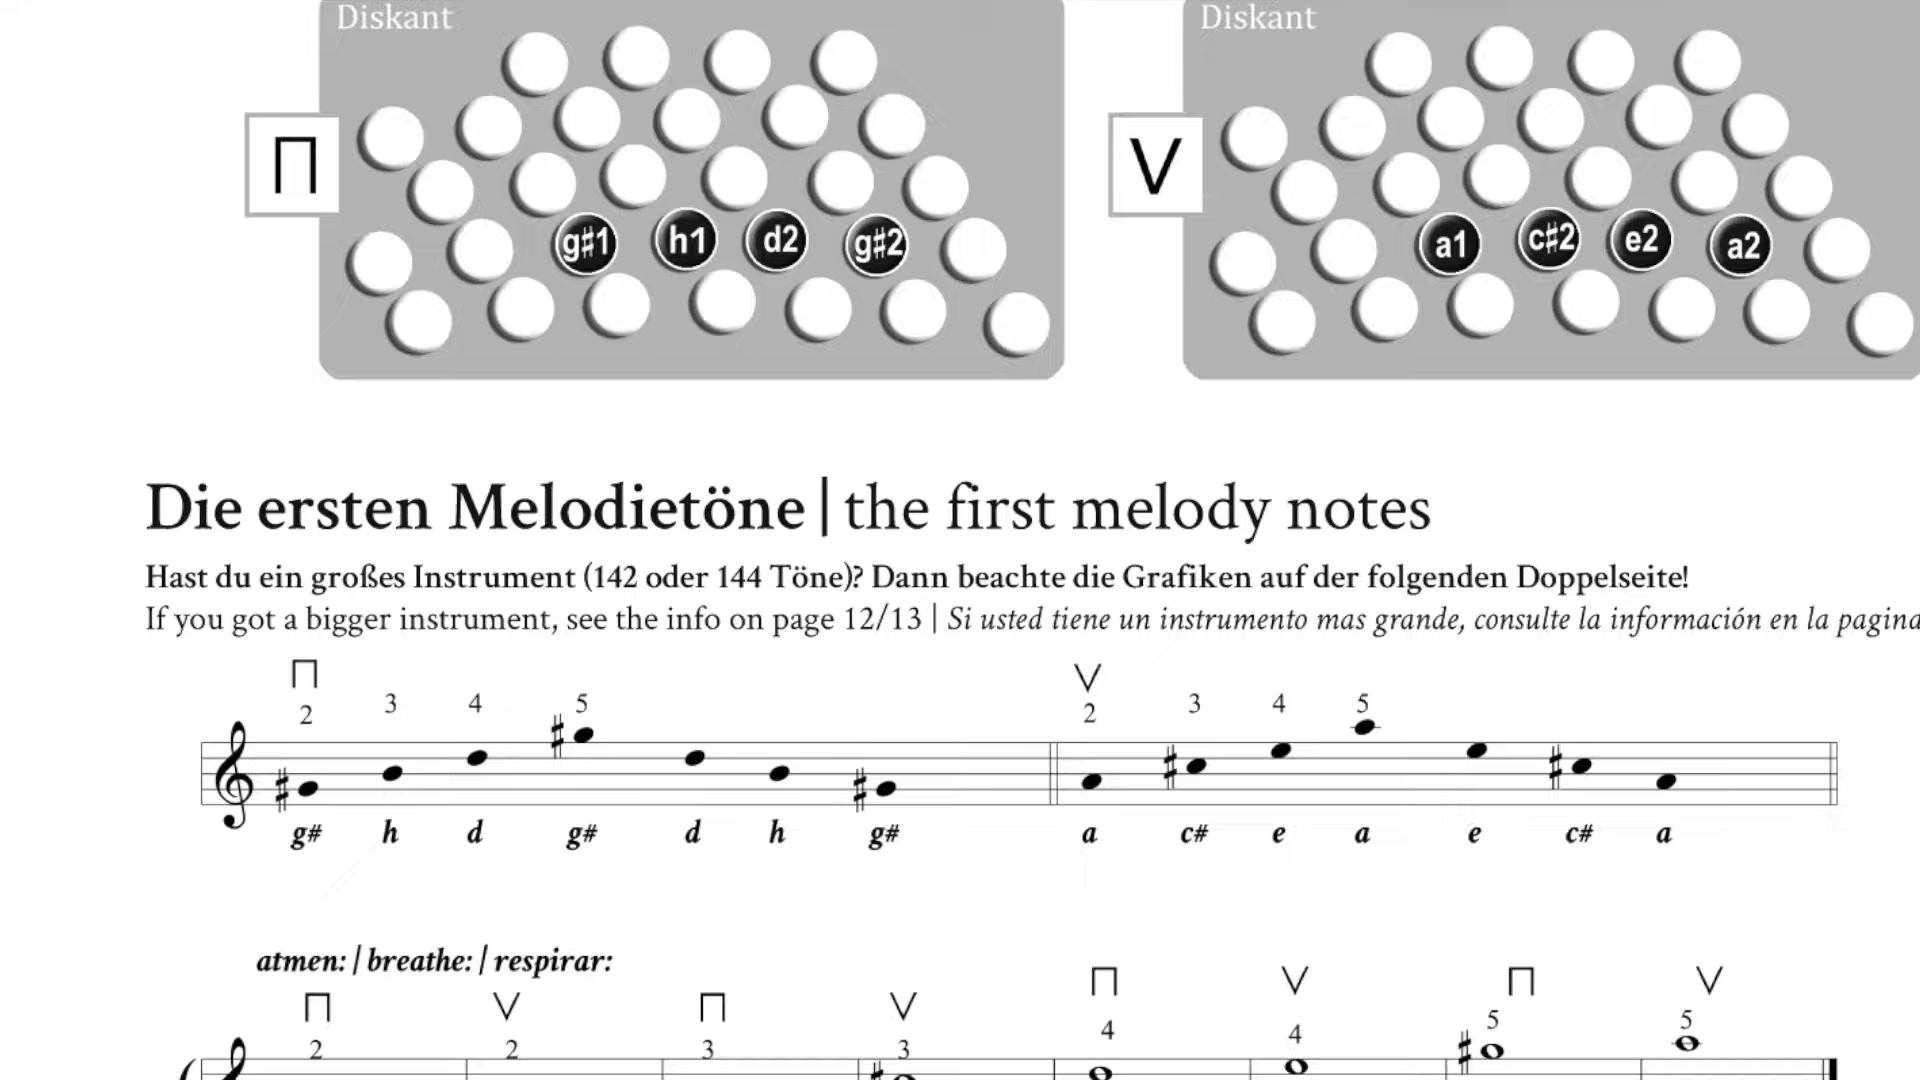 Diskant
Diskant
g#1 h1 d2 g#2
a1 c#2 e2 a2
Die ersten Melodietöne | the first melody notes
Hast du ein großes Instrument (142 oder 144 Töne)? Dann beachte die Grafiken auf der folgenden Doppelseite!
If you got a bigger instrument, see the info on page 12/13 | Si usted tiene un instrumento mas grande, consulte la información en la pagina
2 3 4 5 2 3 4 5
g# h d g# d h g# a c# e a e c# a
atmen: | breathe: | respirar:
2 2 3 3 4 4 5 5